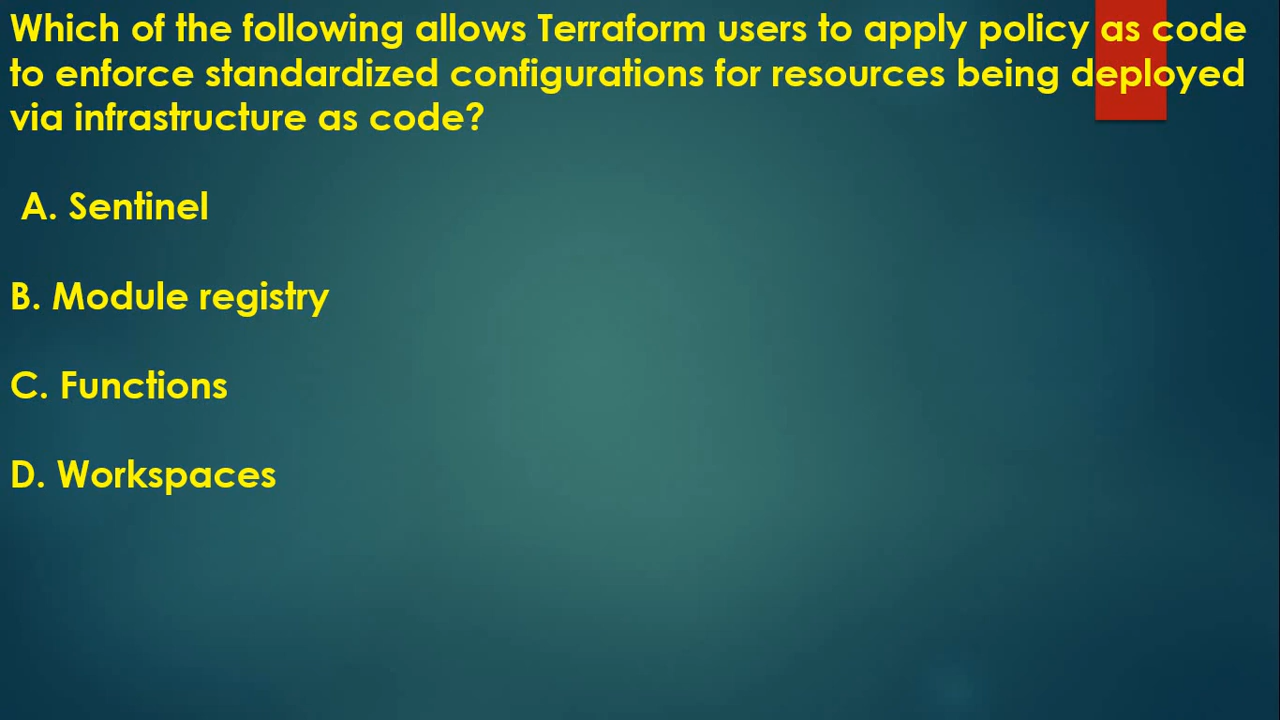 Which of the following allows Terraform users to apply policy as code
to enforce standardized configurations for resources being deployed
via infrastructure as code?
A. Sentinel
B. Module registry
C. Functions
D. Workspaces